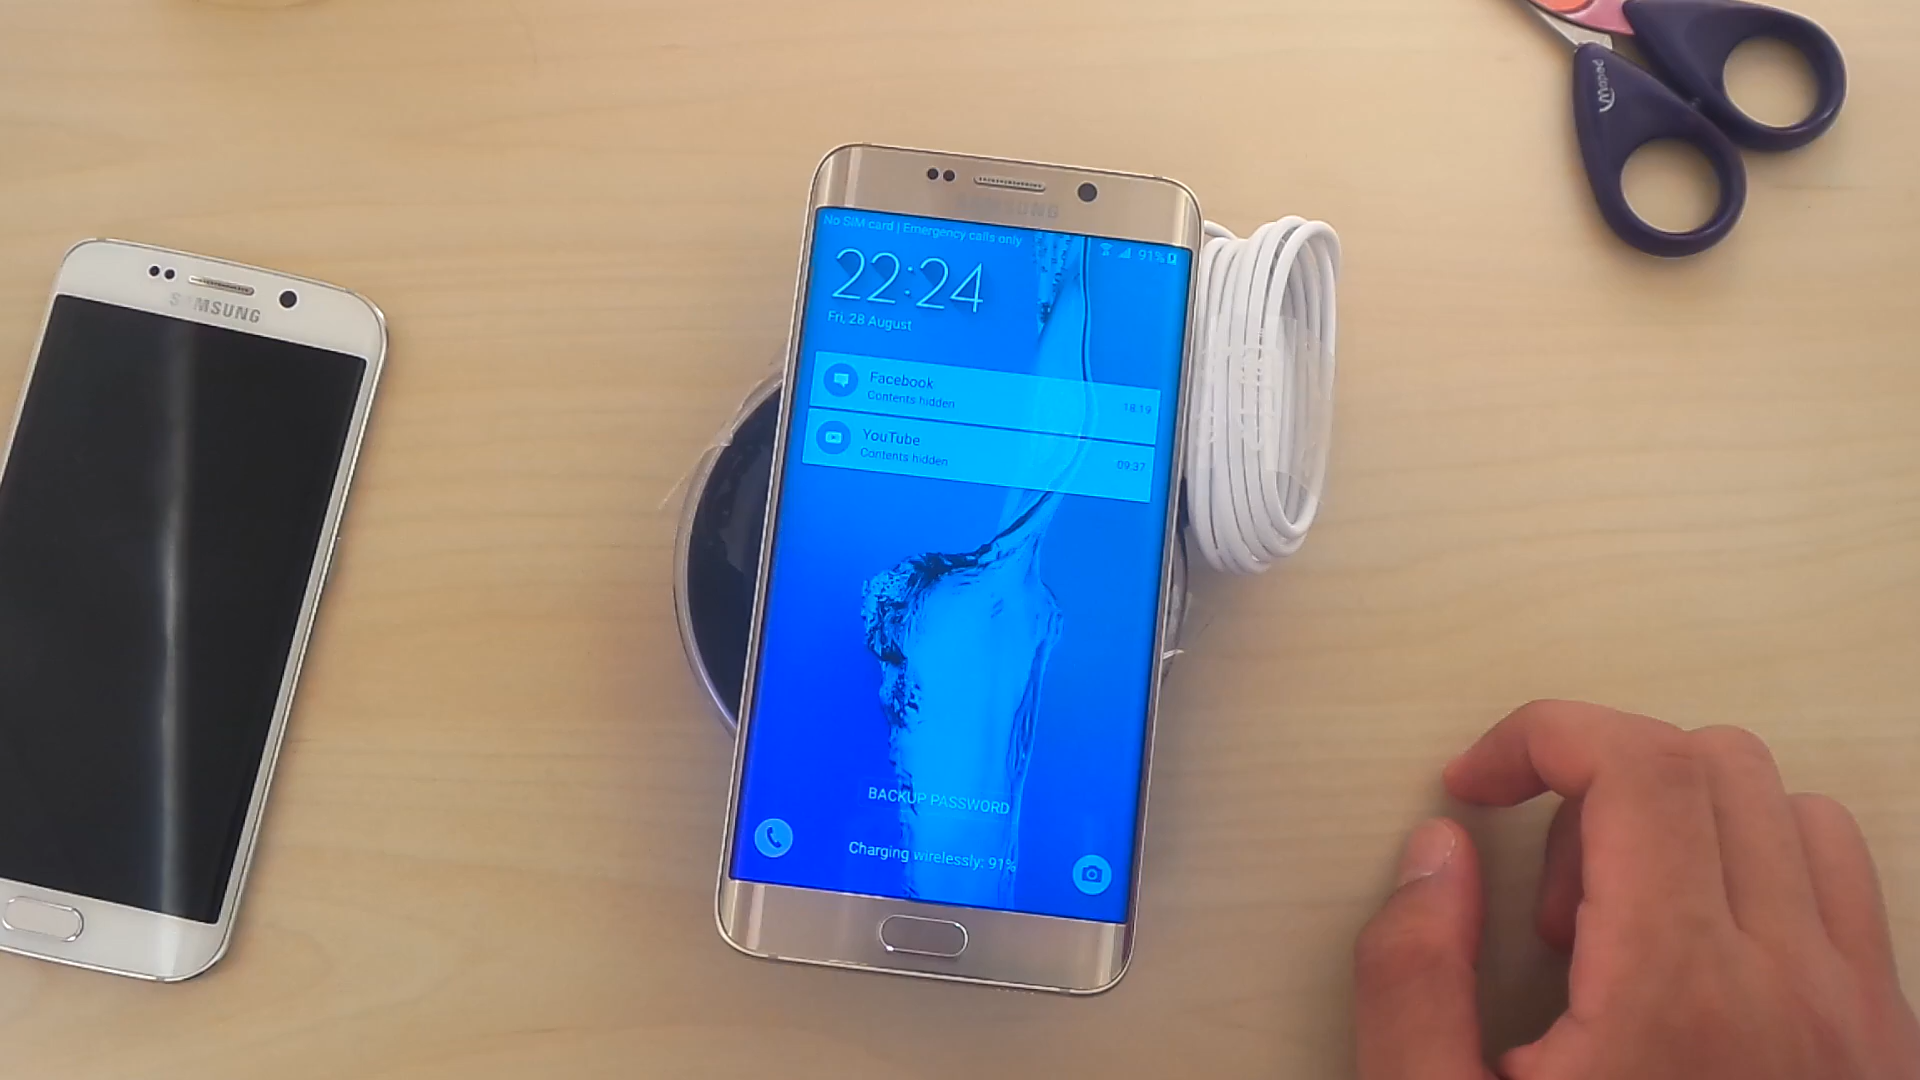 Maped
SAMSUNG
No SIM card | Emergency calls only
91%
22:24
Fri, 28 August
Facebook
Contents hidden
18:19
YouTube
Contents hidden
09:37
BACKUP PASSWORD
Charging wirelessly: 91%
SAMSUNG